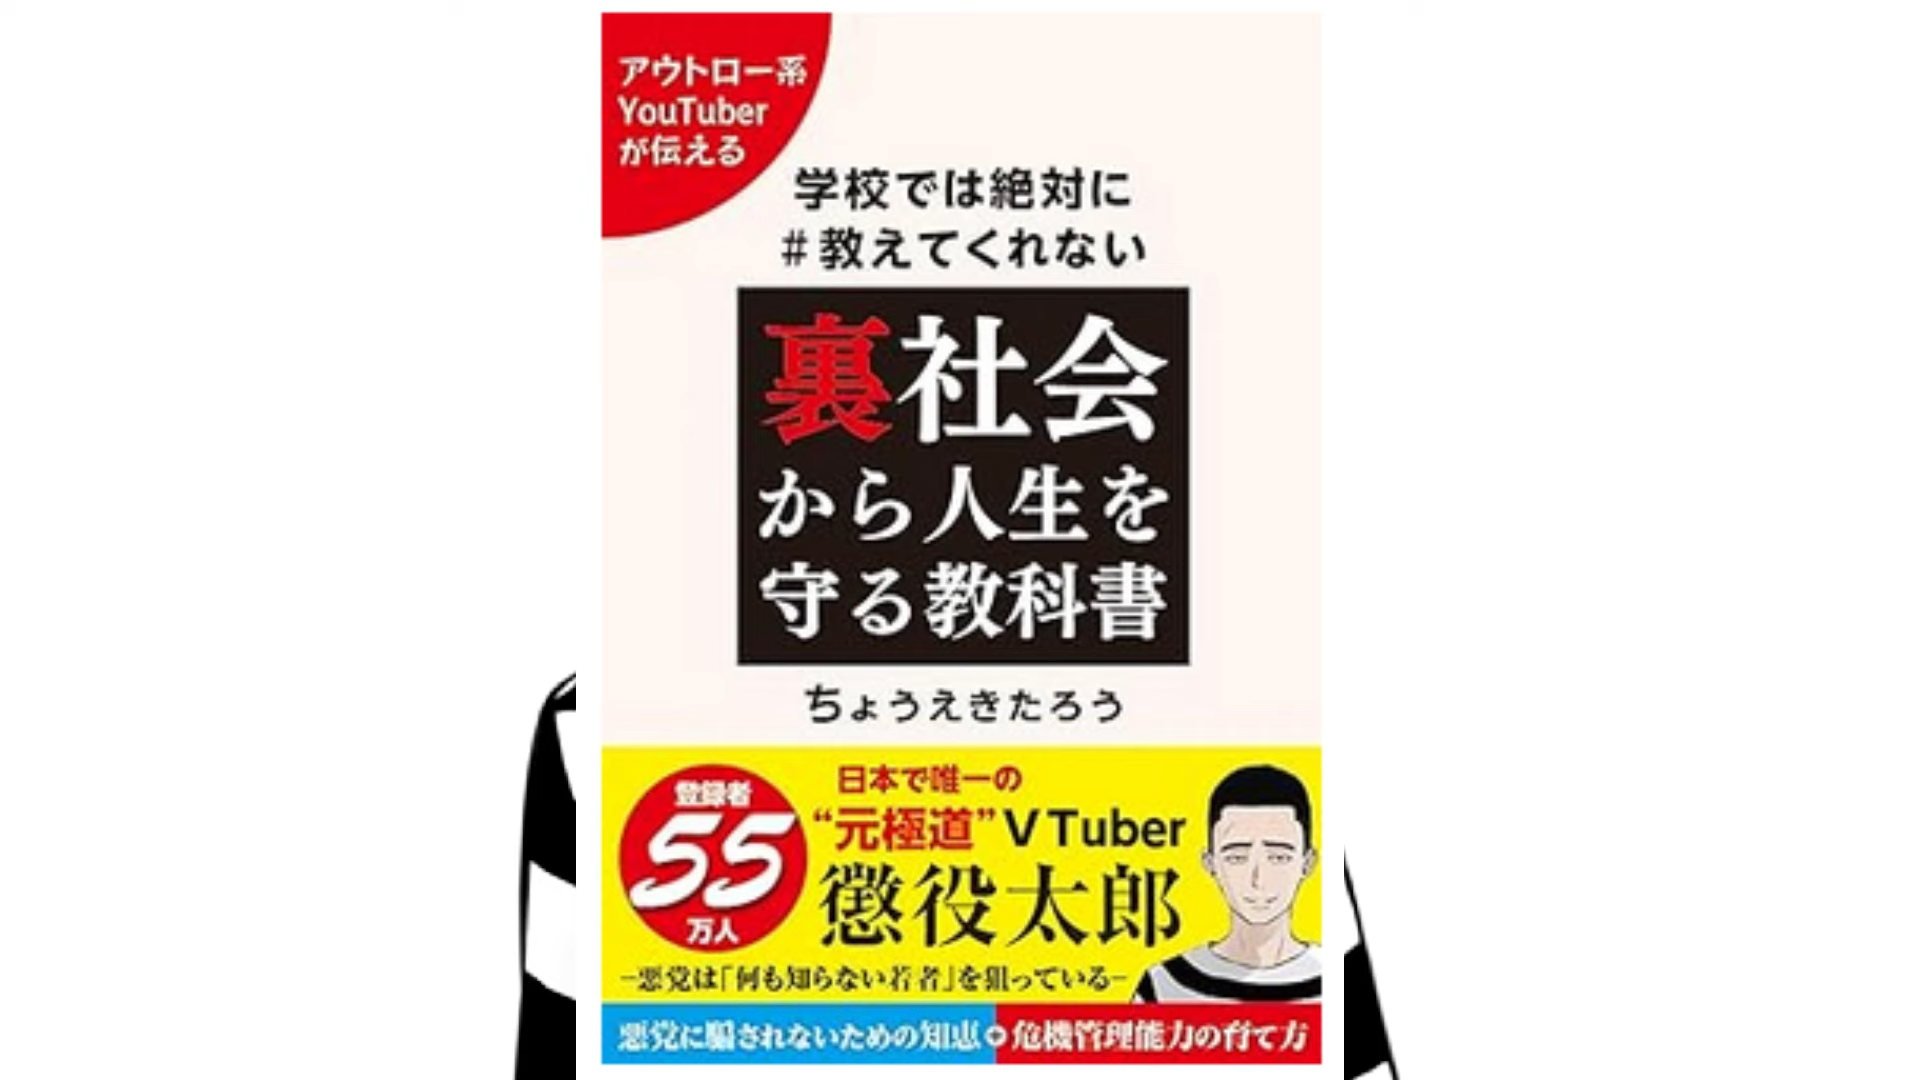 アウトロー系
YouTuber
が伝える
学校では絶対に
#教えてくれない
裏社会
から人生を
守る教科書
ちょうえきたろう
登録者
55
万人
日本で唯一の
“元極道”VTuber
懲役太郎
−悪党は「何も知らない若者」を狙っている−
悪党に騙されないための知恵+危機管理能力の育て方